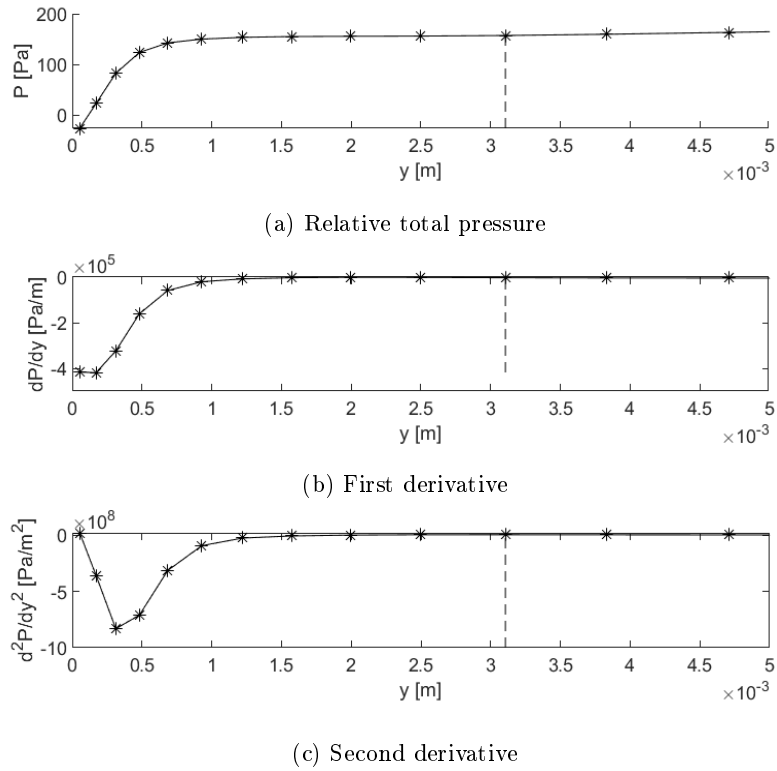 200
100
0
P [Pa]
0 0.5 1 1.5 2 2.5 3 3.5 4 4.5 5
y [m]
×10-3
(a) Relative total pressure
×10^5
0
-2
-4
dP/dy [Pa/m]
0 0.5 1 1.5 2 2.5 3 3.5 4 4.5 5
y [m]
×10-3
(b) First derivative
×10^8
0
-5
-10
d²P/dy² [Pa/m²]
0 0.5 1 1.5 2 2.5 3 3.5 4 4.5 5
y [m]
×10-3
(c) Second derivative